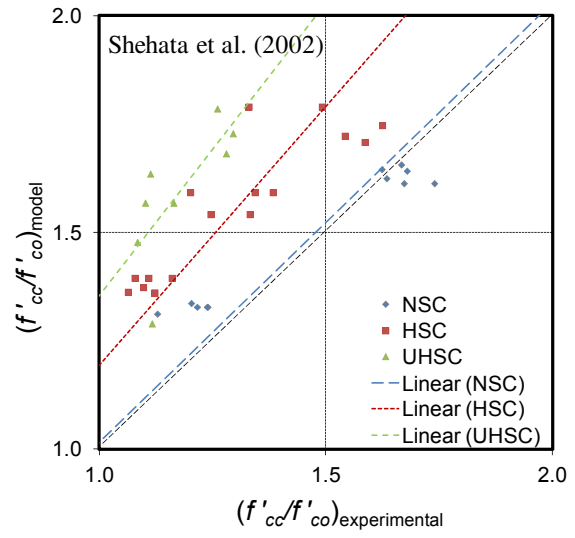 2.0
Shehata et al. (2002)
1.5
(f'cc/f'co)model
NSC
HSC
UHSC
Linear (NSC)
Linear (HSC)
Linear (UHSC)
1.0
1.0 1.5 2.0
(f'cc/f'co)experimental